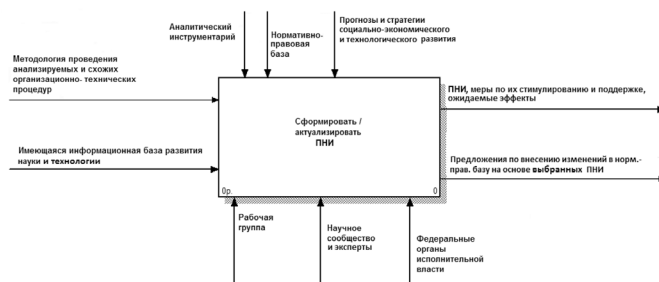 Аналитический
инструментарий
Нормативно-
правовая
база
Прогнозы и стратегии
социально-экономического
и технологического развития
Методология проведения
анализируемых и схожих
организационно- технических
процедур
Имеющаяся информационная база развития
науки и технологии
Сформировать /
актуализировать
ПНИ
0р.
0
ПНИ, меры по их стимулированию и поддержке,
ожидаемые эффекты
Предложения по внесению изменений в норм.-
прав. базу на основе выбранных ПНИ
Рабочая
группа
Научное
сообщество
и эксперты
Федеральные
органы
исполнительной
власти